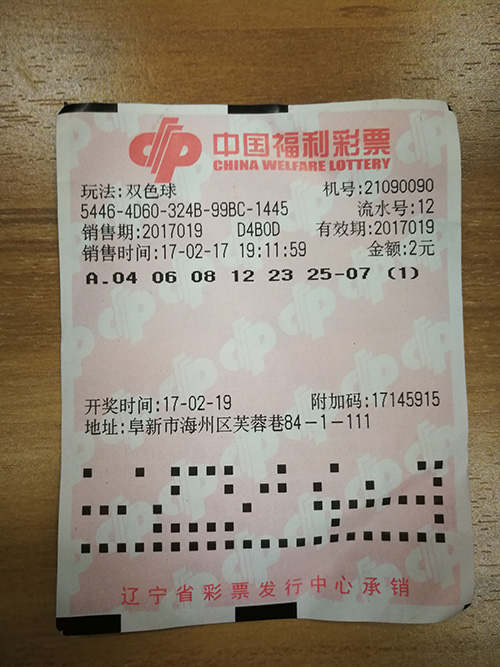 中国福利彩票
CHINA WELFARE LOTTERY
玩法:双色球 机号:21090090
5446-4D60-324B-99BC-1445 流水号:12
销售期:2017019 D4B0D 有效期:2017019
销售时间:17-02-17 19:11:59 金额:2元
A.04 06 08 12 23 25-07 (1)
开奖时间:17-02-19 附加码:17145915
地址:阜新市海州区芙蓉巷84-1-111
辽宁省彩票发行中心承销